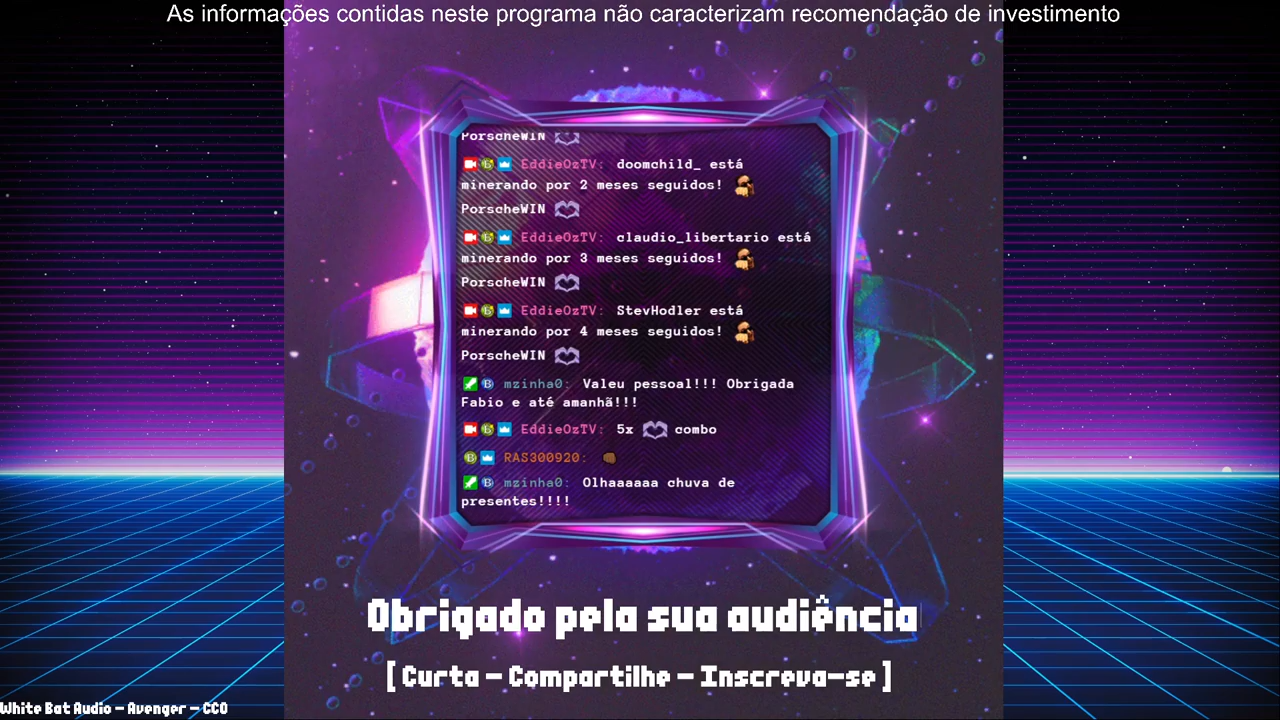 As informações contidas neste programa não caracterizam recomendação de investimento
PorscheWIN
EddieOzTV: doomchild_ está
minerando por 2 meses seguidos!
PorscheWIN
EddieOzTV: claudio_libertario está
minerando por 3 meses seguidos!
PorscheWIN
EddieOzTV: StevHodler está
minerando por 4 meses seguidos!
PorscheWIN
mzinha0: Valeu pessoal!!! Obrigada
Fabio e até amanhã!!!
EddieOzTV: 5x combo
RAS300920:
mzinha0: Olhaaaaaa chuva de
presentes!!!!
Obrigado pela sua audiência
[ Curta - Compartilhe - Inscreva-se ]
White Bat Audio - Avenger - CC0